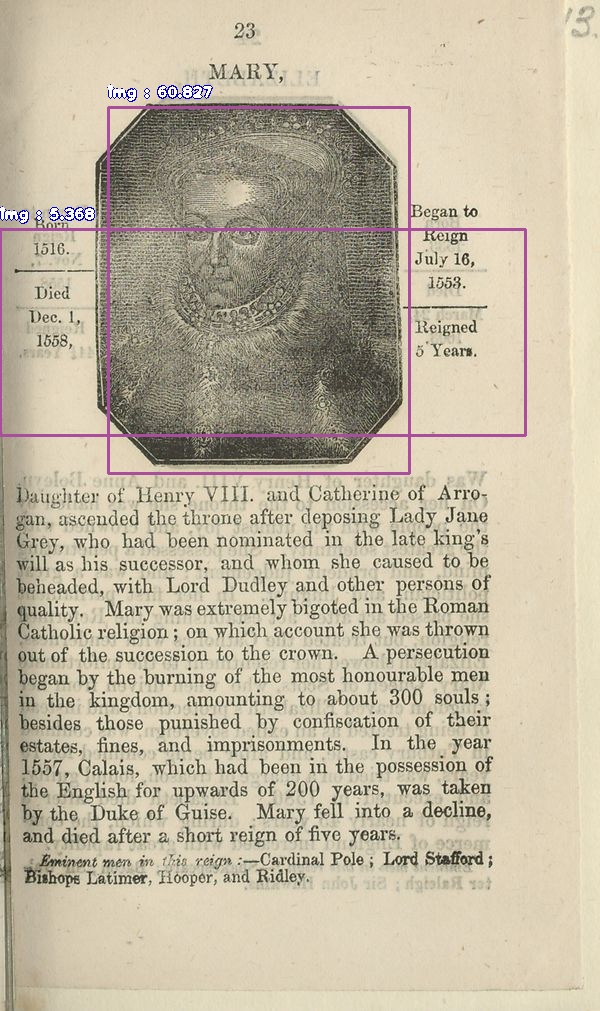 13.
23
MARY,
img : 60.827
img : 5.368
Born
1516.
Died
Dec. 1,
1558,
Began to
Reign
July 16,
1553.
Reigned
5 Years.
Daughter of Henry VIII. and Catherine of Arro-
gan, ascended the throne after deposing Lady Jane
Grey, who had been nominated in the late king's
will as his successor, and whom she caused to be
beheaded, with Lord Dudley and other persons of
quality. Mary was extremely bigoted in the Roman
Catholic religion ; on which account she was thrown
out of the succession to the crown. A persecution
began by the burning of the most honourable men
in the kingdom, amounting to about 300 souls ;
besides those punished by confiscation of their
estates, fines, and imprisonments. In the year
1557, Calais, which had been in the possession of
the English for upwards of 200 years, was taken
by the Duke of Guise. Mary fell into a decline,
and died after a short reign of five years.
Eminent men in this reign :—Cardinal Pole ; Lord Stafford ;
Bishops Latimer, Hooper, and Ridley.